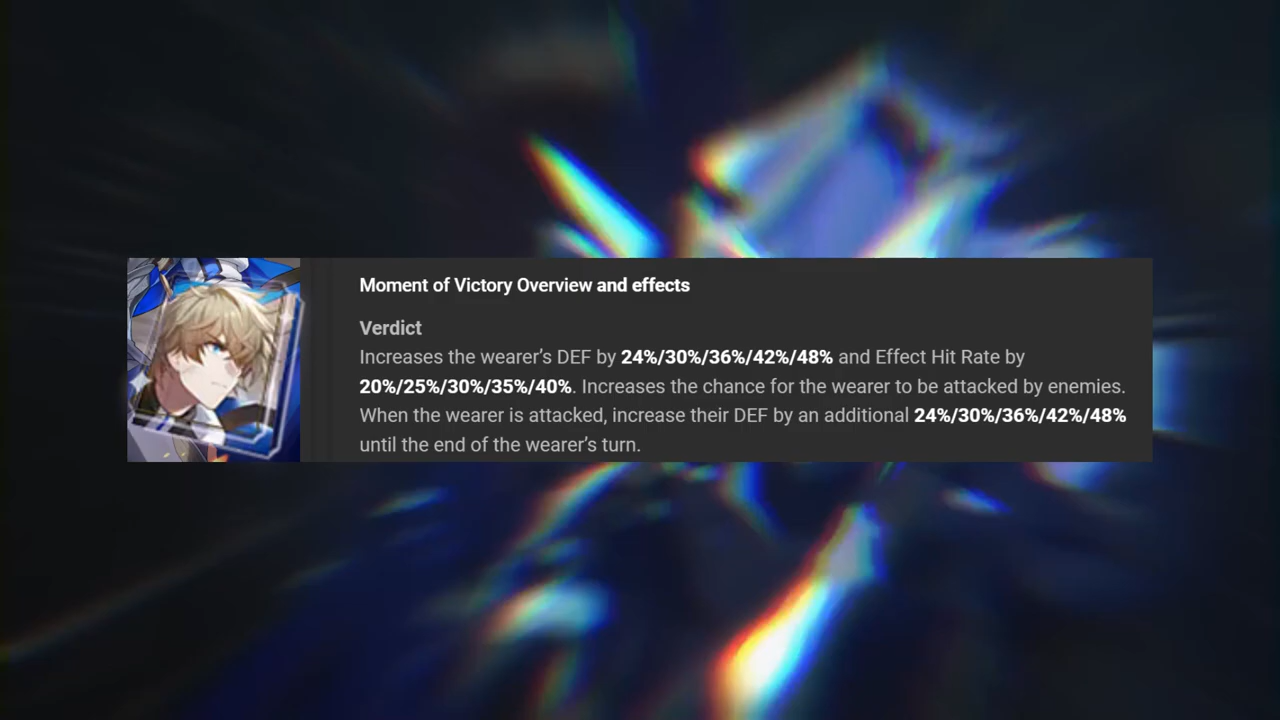 Moment of Victory Overview and effects
Verdict
Increases the wearer’s DEF by 24%/30%/36%/42%/48% and Effect Hit Rate by
20%/25%/30%/35%/40%. Increases the chance for the wearer to be attacked by enemies.
When the wearer is attacked, increase their DEF by an additional 24%/30%/36%/42%/48%
until the end of the wearer’s turn.